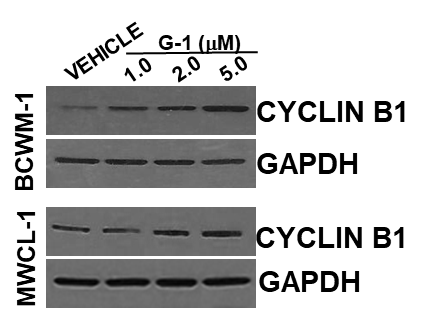 VEHICLE
G-1 (μM)
1.0 2.0 5.0
BCWM-1
CYCLIN B1
GAPDH
MWCL-1
CYCLIN B1
GAPDH